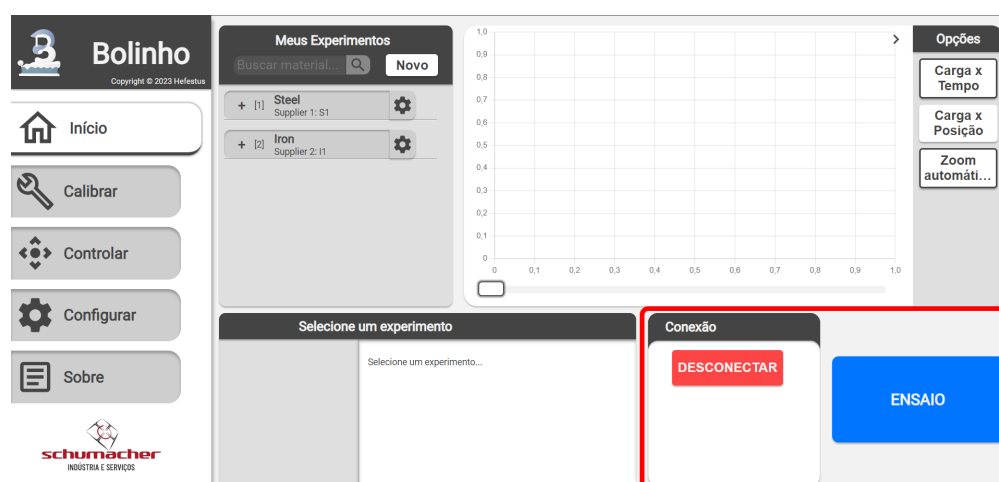 Bolinho
Copyright © 2023 Hefestus
Início
Calibrar
Controlar
Configurar
Sobre
schumacher
INDÚSTRIA E SERVIÇOS
Meus Experimentos
Buscar material...
Novo
+ [1] Steel
Supplier 1: S1
+ [2] Iron
Supplier 2: I1
1,0
0,9
0,8
0,7
0,6
0,5
0,4
0,3
0,2
0,1
0
0 0,1 0,2 0,3 0,4 0,5 0,6 0,7 0,8 0,9 1,0
Opções
Carga x
Tempo
Carga x
Posição
Zoom
automáti...
Selecione um experimento
Selecione um experimento...
Conexão
DESCONECTAR
ENSAIO